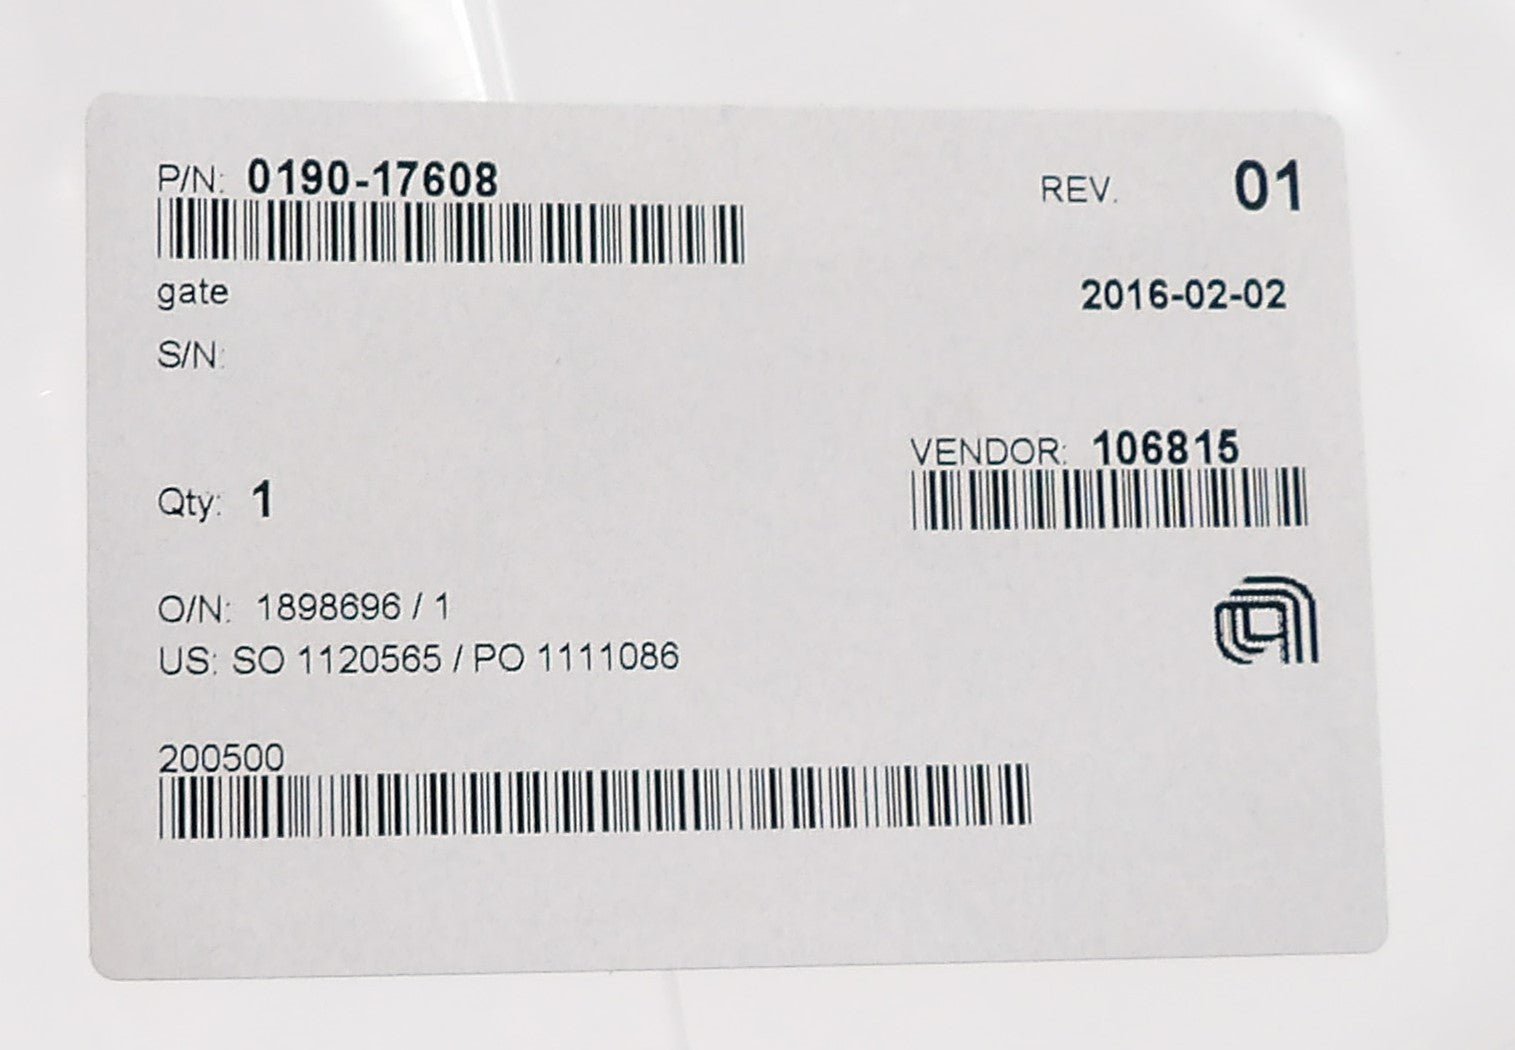 P/N: 0190-17608
REV. 01
gate
2016-02-02
S/N:
VENDOR: 106815
Qty: 1
O/N: 1898696 / 1
US: SO 1120565 / PO 1111086
200500